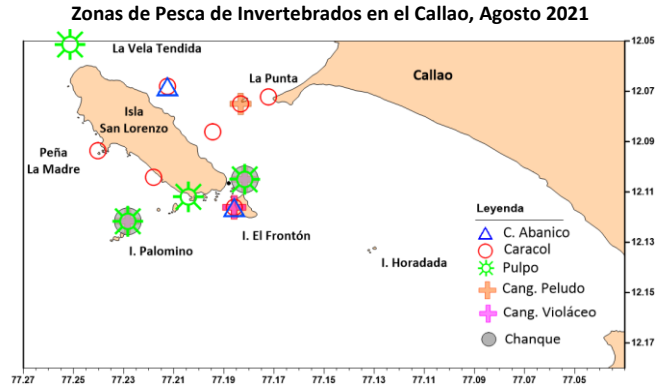 Zonas de Pesca de Invertebrados en el Callao, Agosto 2021
La Vela Tendida
La Punta
Callao
Isla
San Lorenzo
Peña
La Madre
I. Palomino
I. El Frontón
I. Horadada
Leyenda
C. Abanico
Caracol
Pulpo
Cang. Peludo
Cang. Violáceo
Chanque
12.05
12.07
12.09
12.11
12.13
12.15
12.17
77.27 77.25 77.23 77.21 77.19 77.17 77.15 77.13 77.11 77.09 77.07 77.05